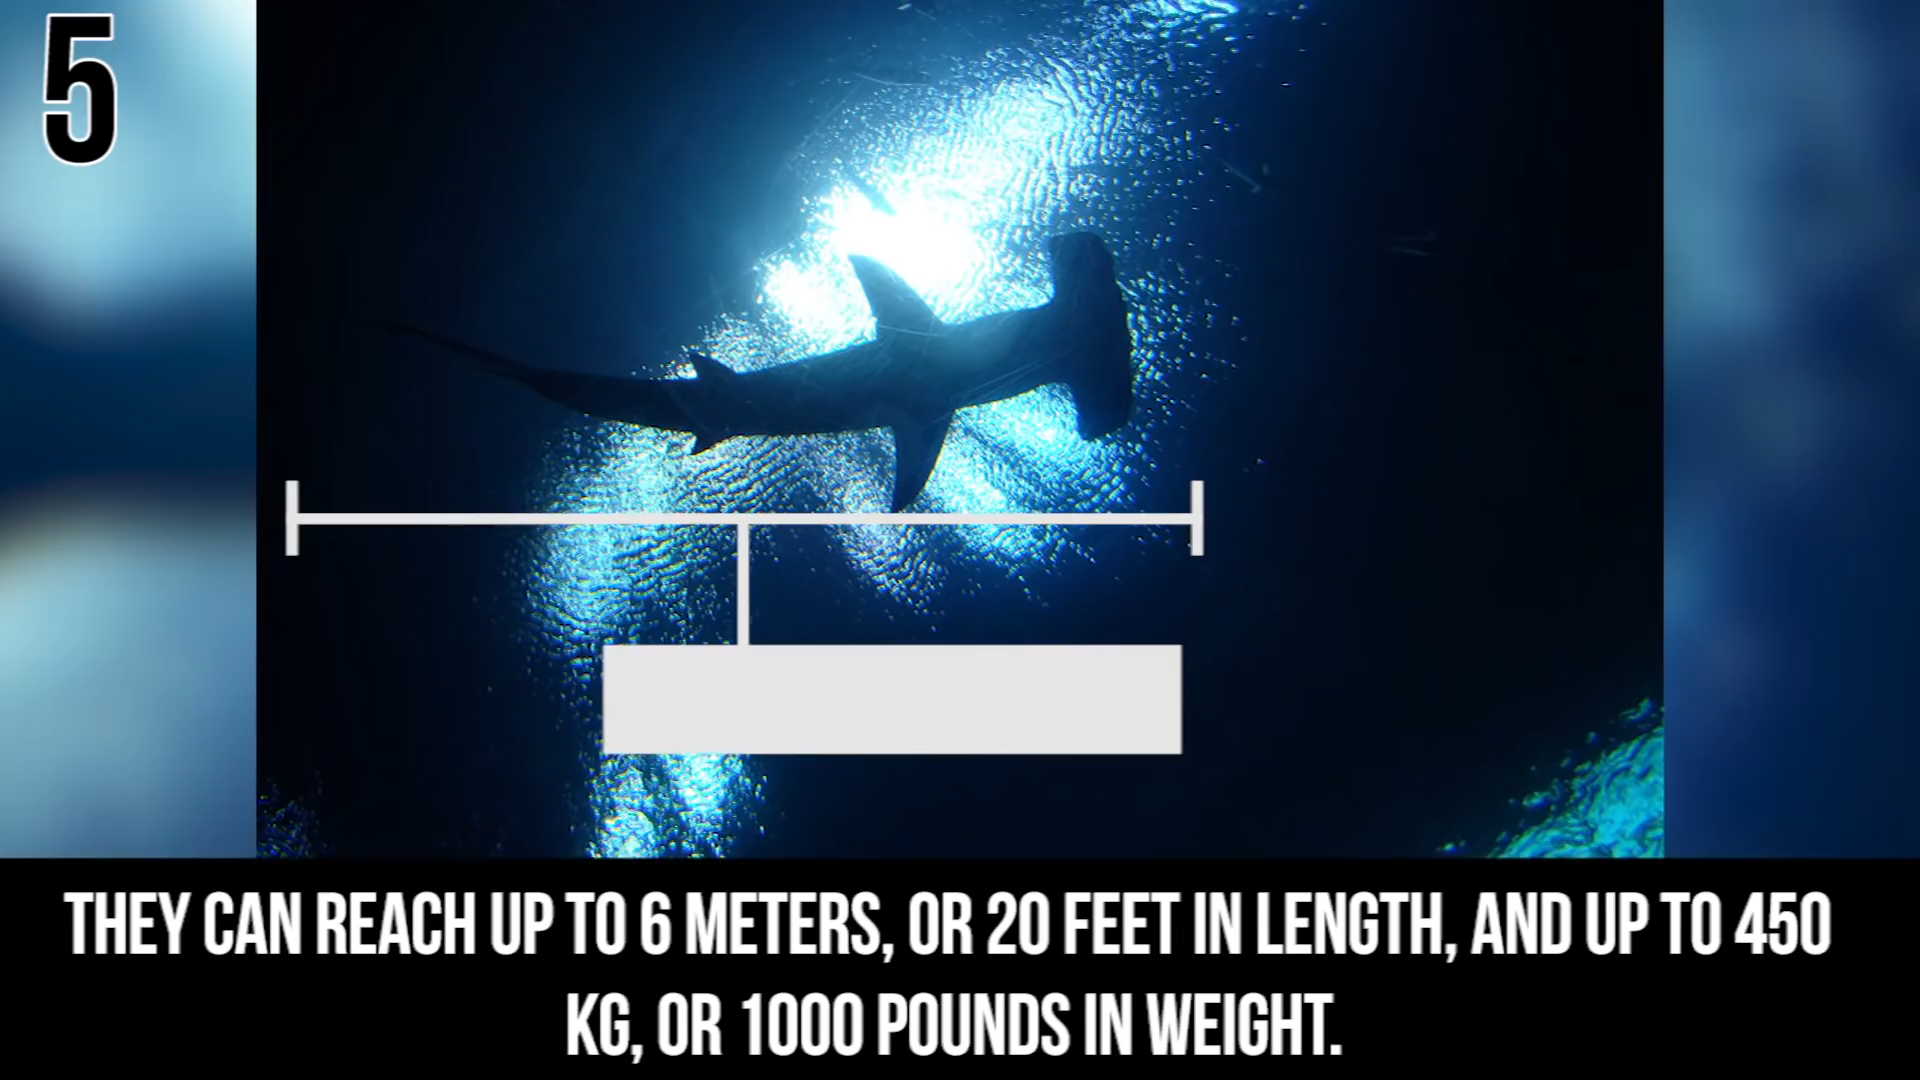 5
THEY CAN REACH UP TO 6 METERS, OR 20 FEET IN LENGTH, AND UP TO 450
KG, OR 1000 POUNDS IN WEIGHT.